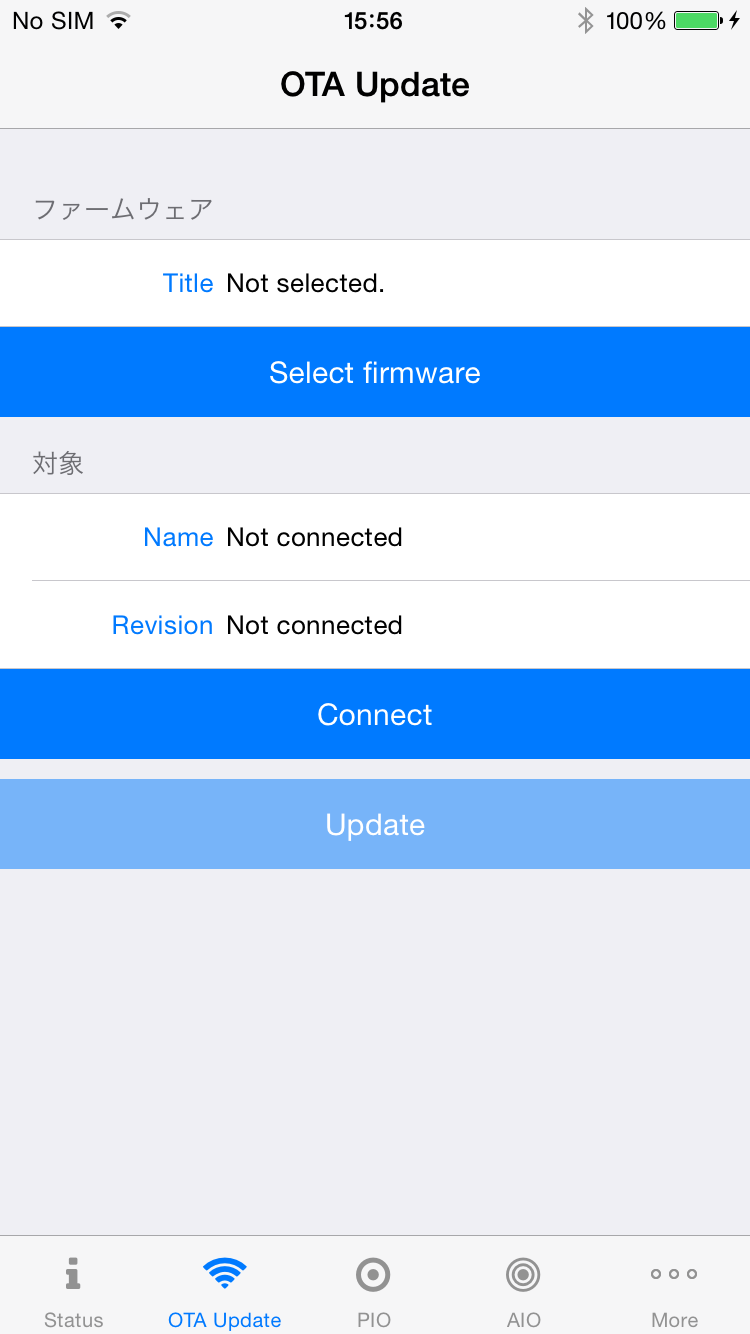 No SIM 15:56 100%
OTA Update
ファームウェア
Title Not selected.
Select firmware
対象
Name Not connected
Revision Not connected
Connect
Update
Status OTA Update PIO AIO More